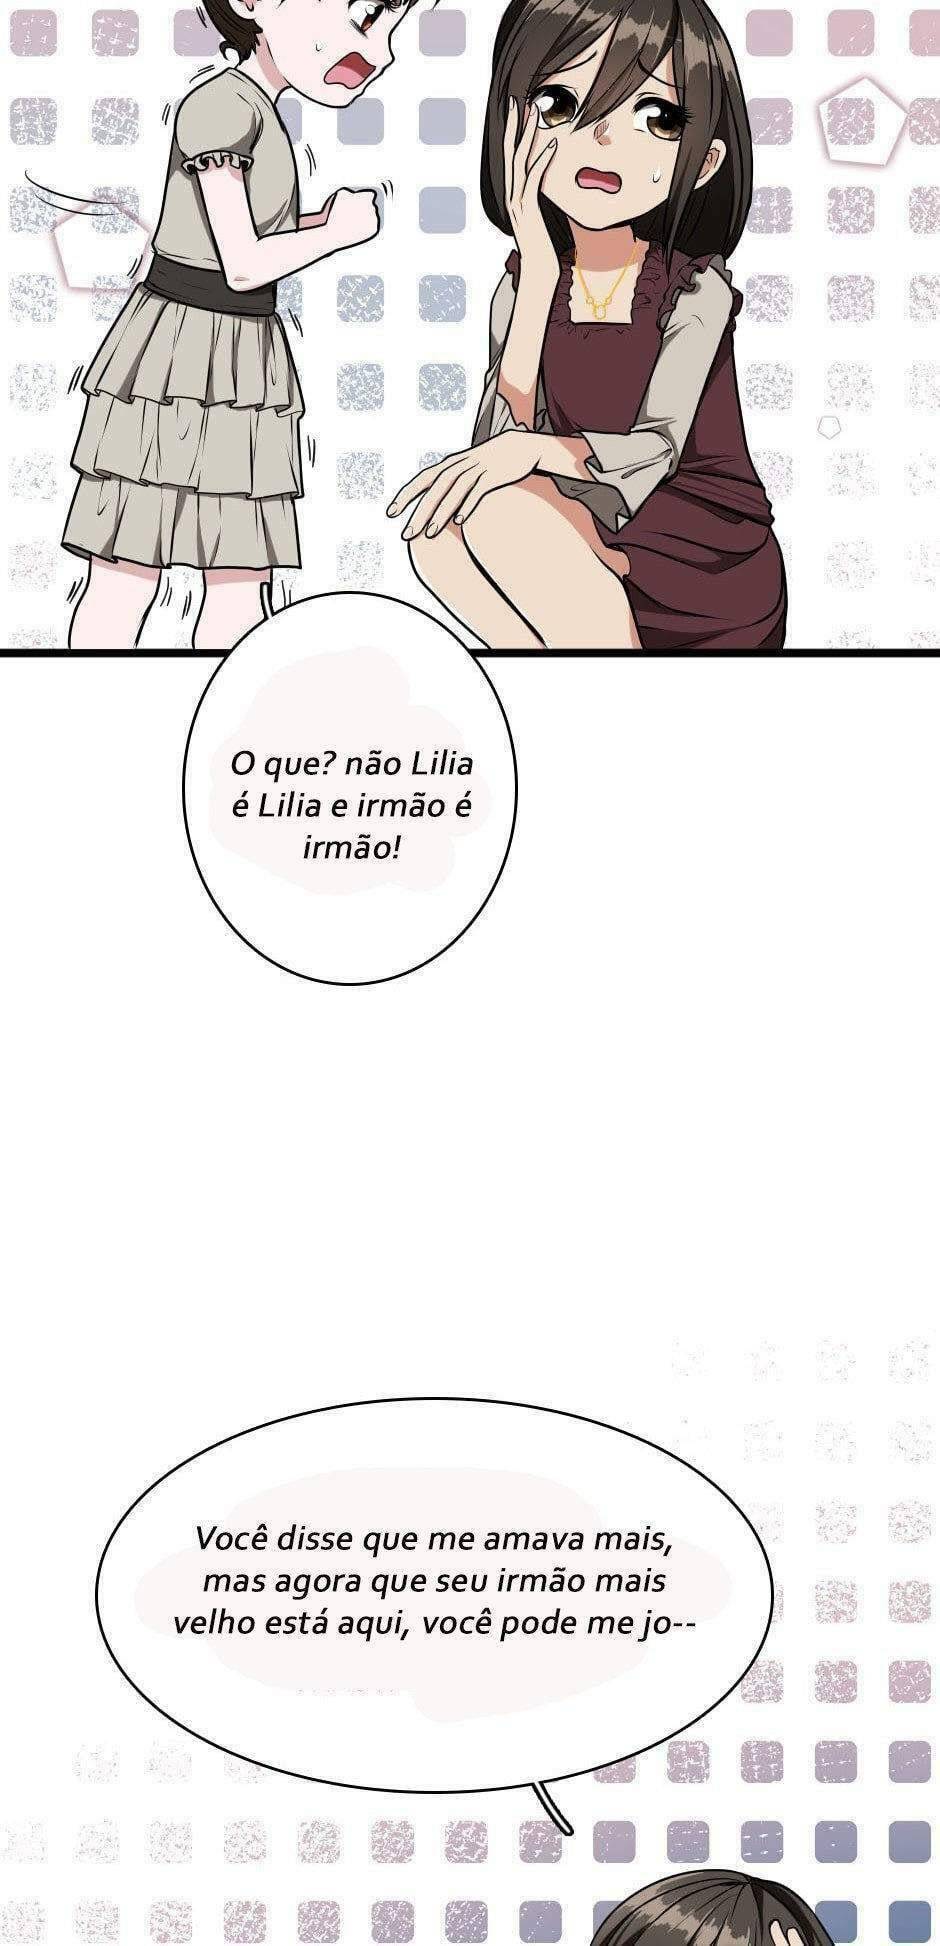 O que? não Lilia
é Lilia e irmão é
irmão!
Você disse que me amava mais,
mas agora que seu irmão mais
velho está aqui, você pode me jo--